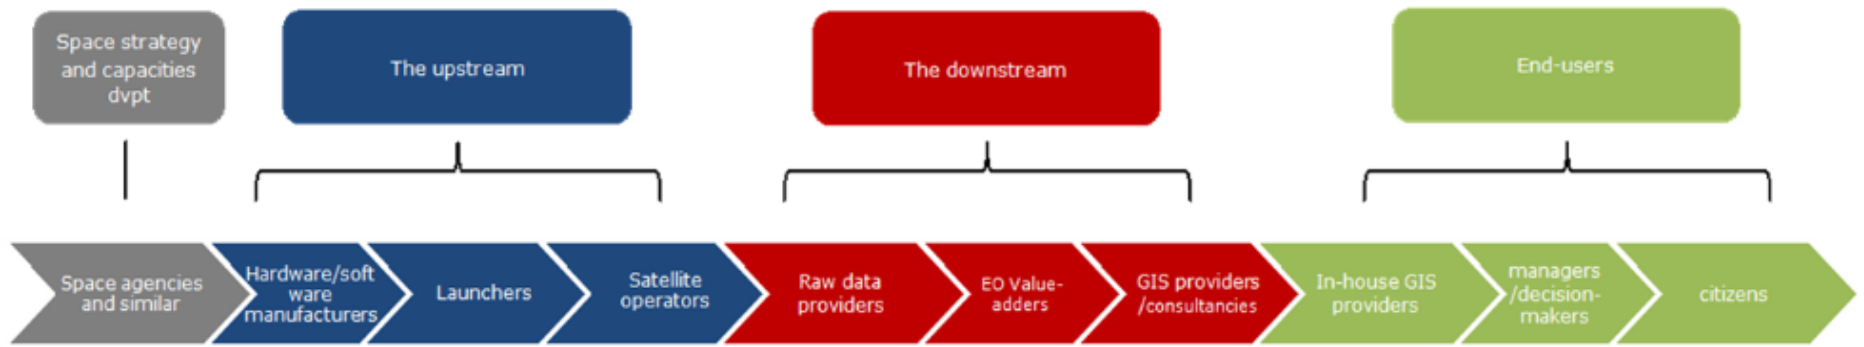 Space strategy
and capacities
dvpt
The upstream
The downstream
End-users
Space agencies
and similar
Hardware/soft
ware
manufacturers
Launchers
Satellite
operators
Raw data
providers
EO Value-
adders
GIS providers
/consultancies
In-house GIS
providers
managers
/decision-
makers
citizens